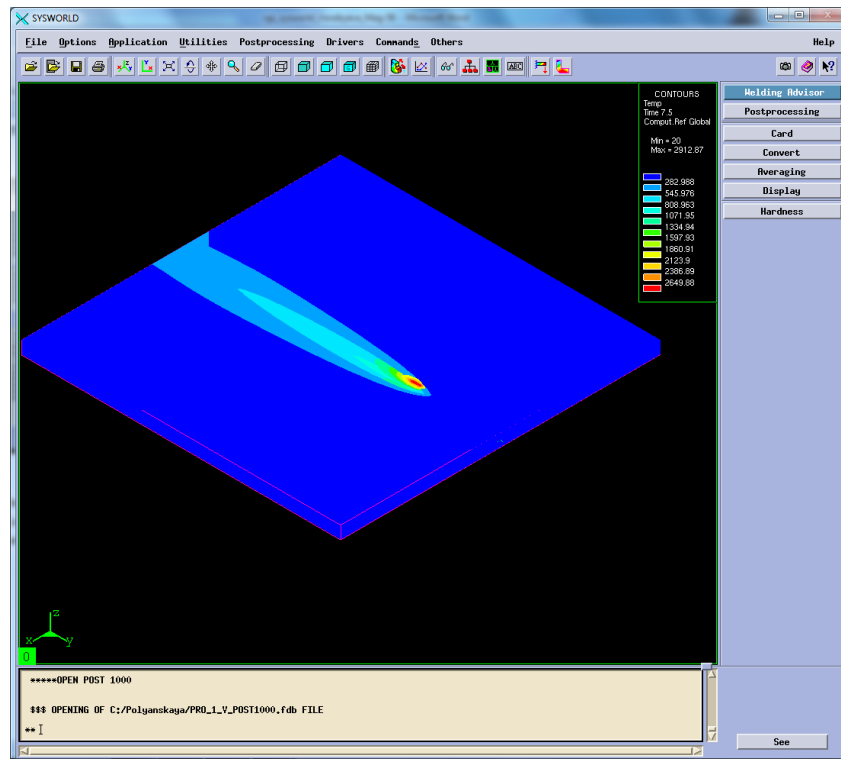 SYSWORLD
File Options Application Utilities Postprocessing Drivers Commands Others Help
CONTOURS
Temp
Time 7.5
Comput.Ref Global
Min = 20
Max = 2912.87
282.988
545.976
808.963
1071.95
1334.94
1597.93
1860.91
2123.9
2386.89
2649.88
Welding Advisor
Postprocessing
Card
Convert
Averaging
Display
Hardness
z
x
y
0
*****OPEN POST 1000
$$$ OPENING OF C:/Polyanskaya/PRO_1_V_POST1000.fdb FILE
**
See